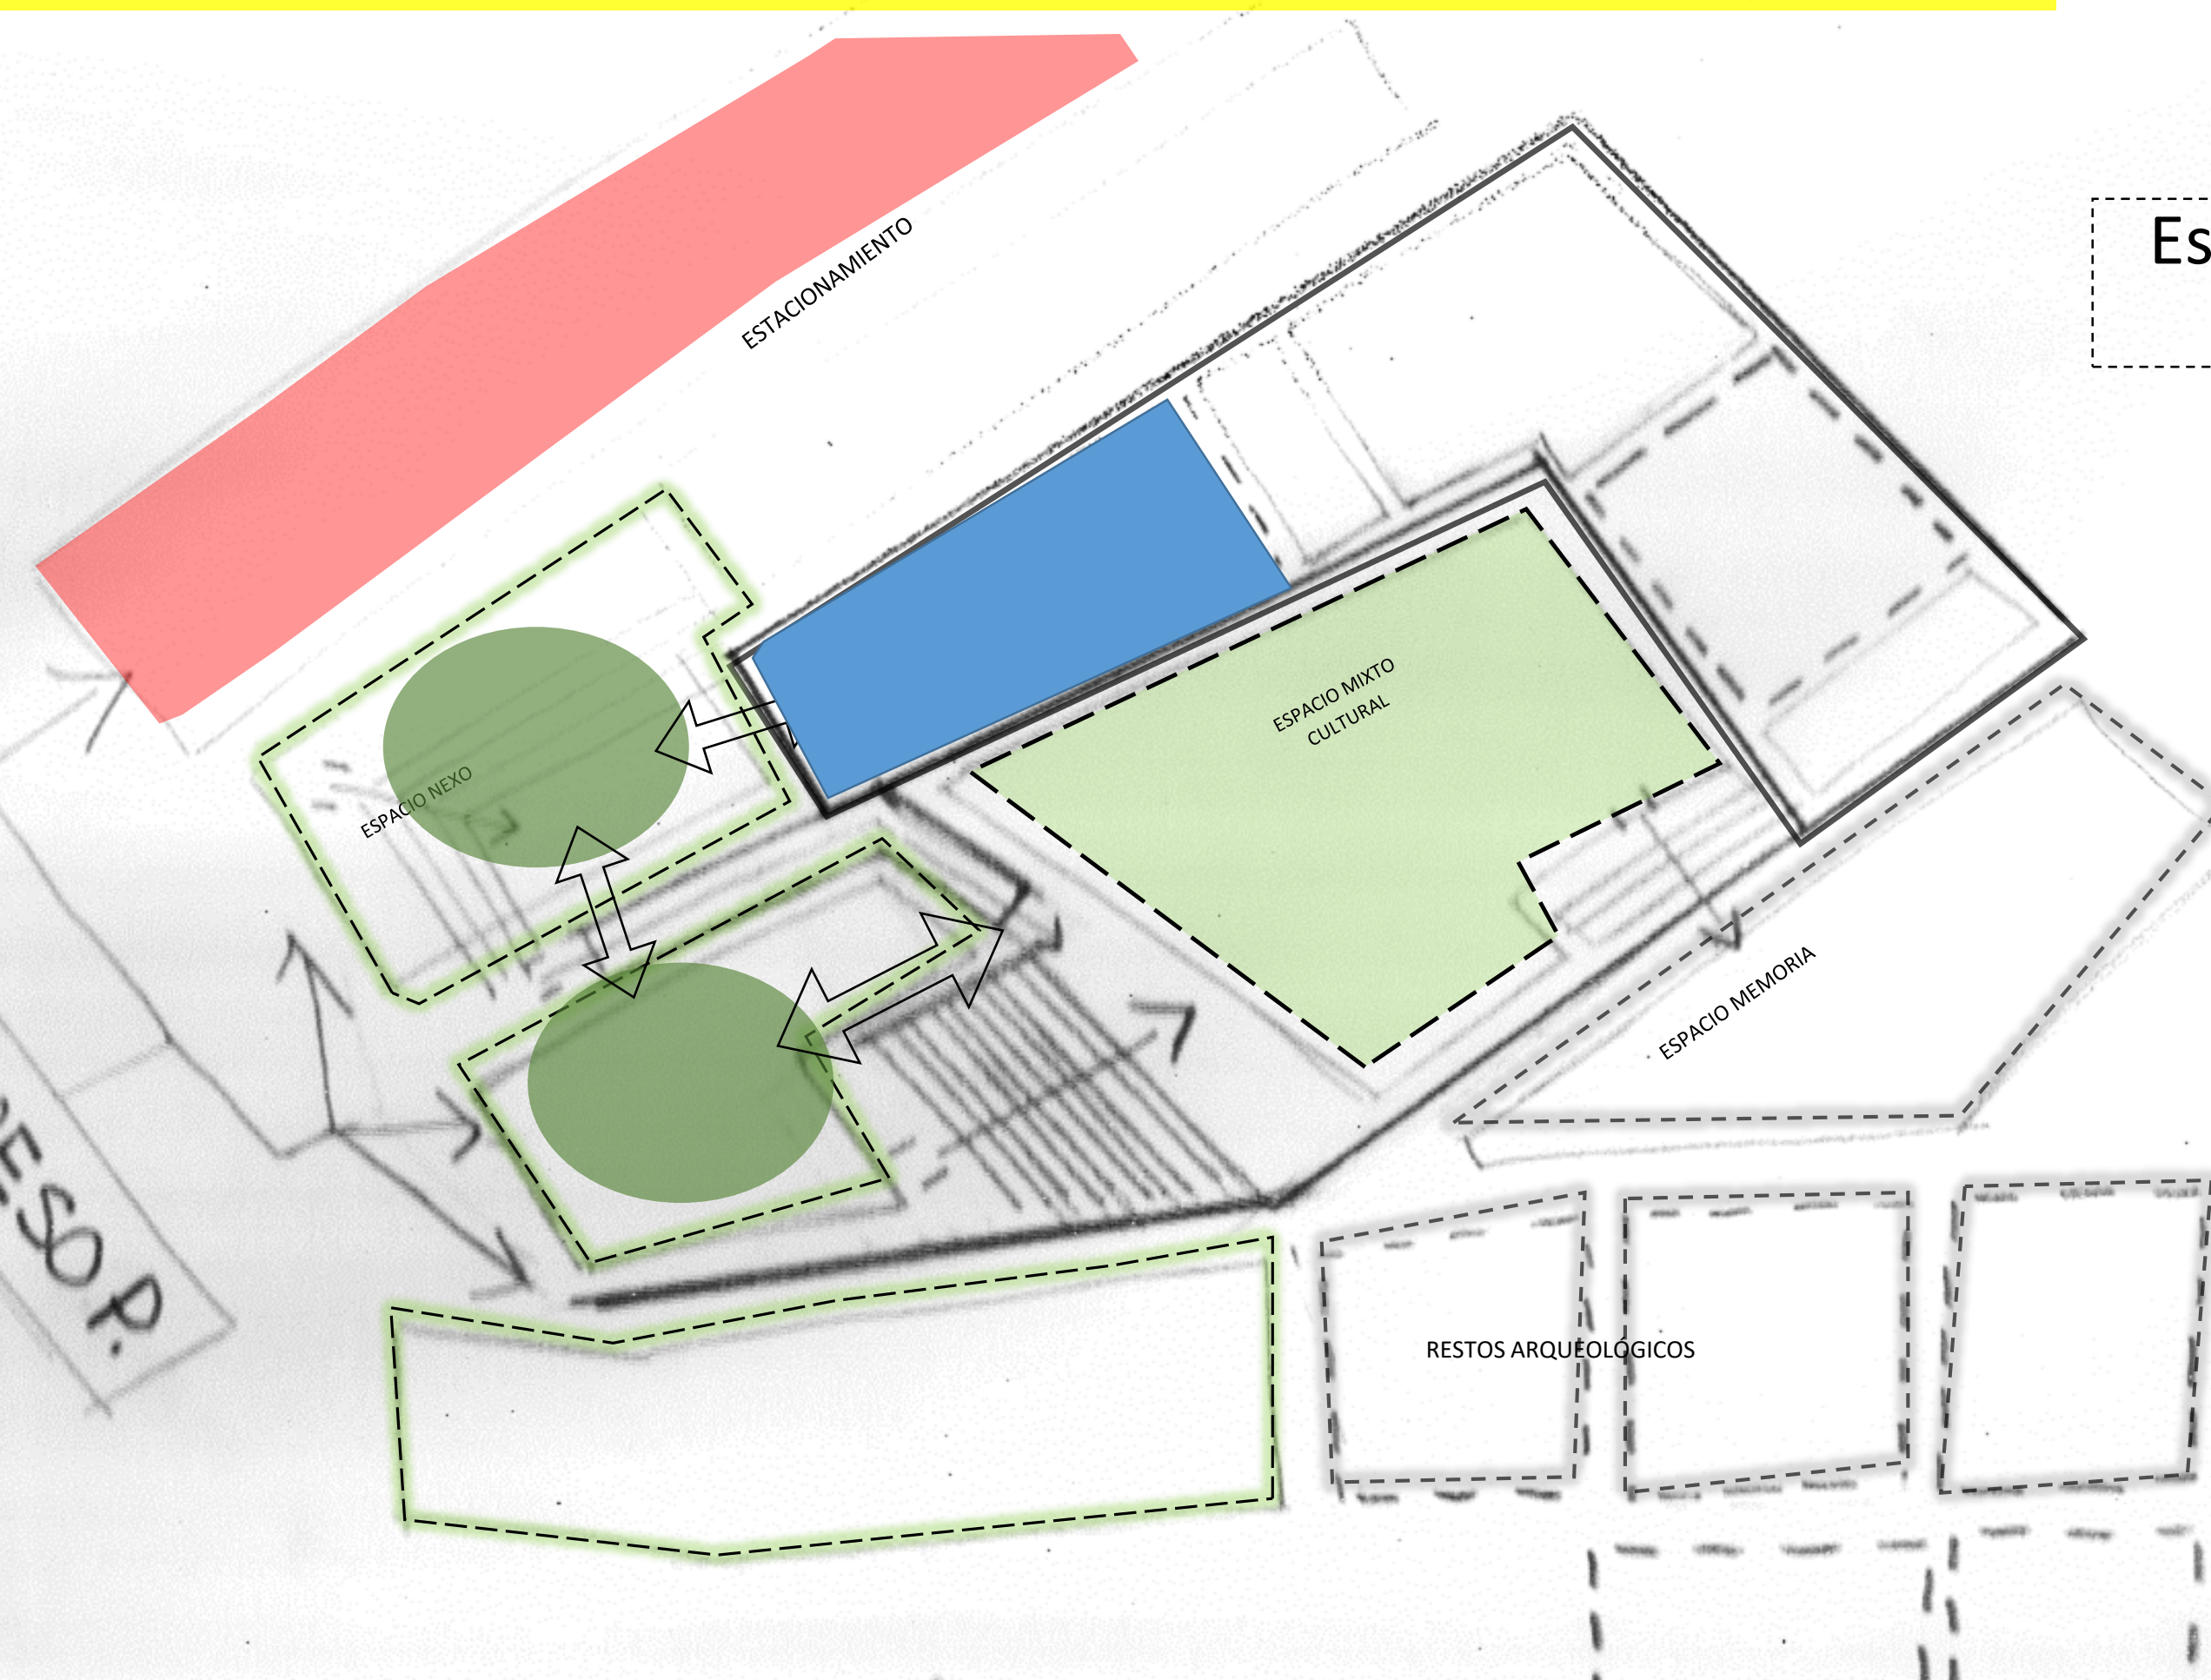 ESTACIONAMIENTO
Es
ESPACIO MIXTO
CULTURAL
ESPACIO NEXO
ESPACIO MEMORIA
ESO P.
RESTOS ARQUEOLÓGICOS